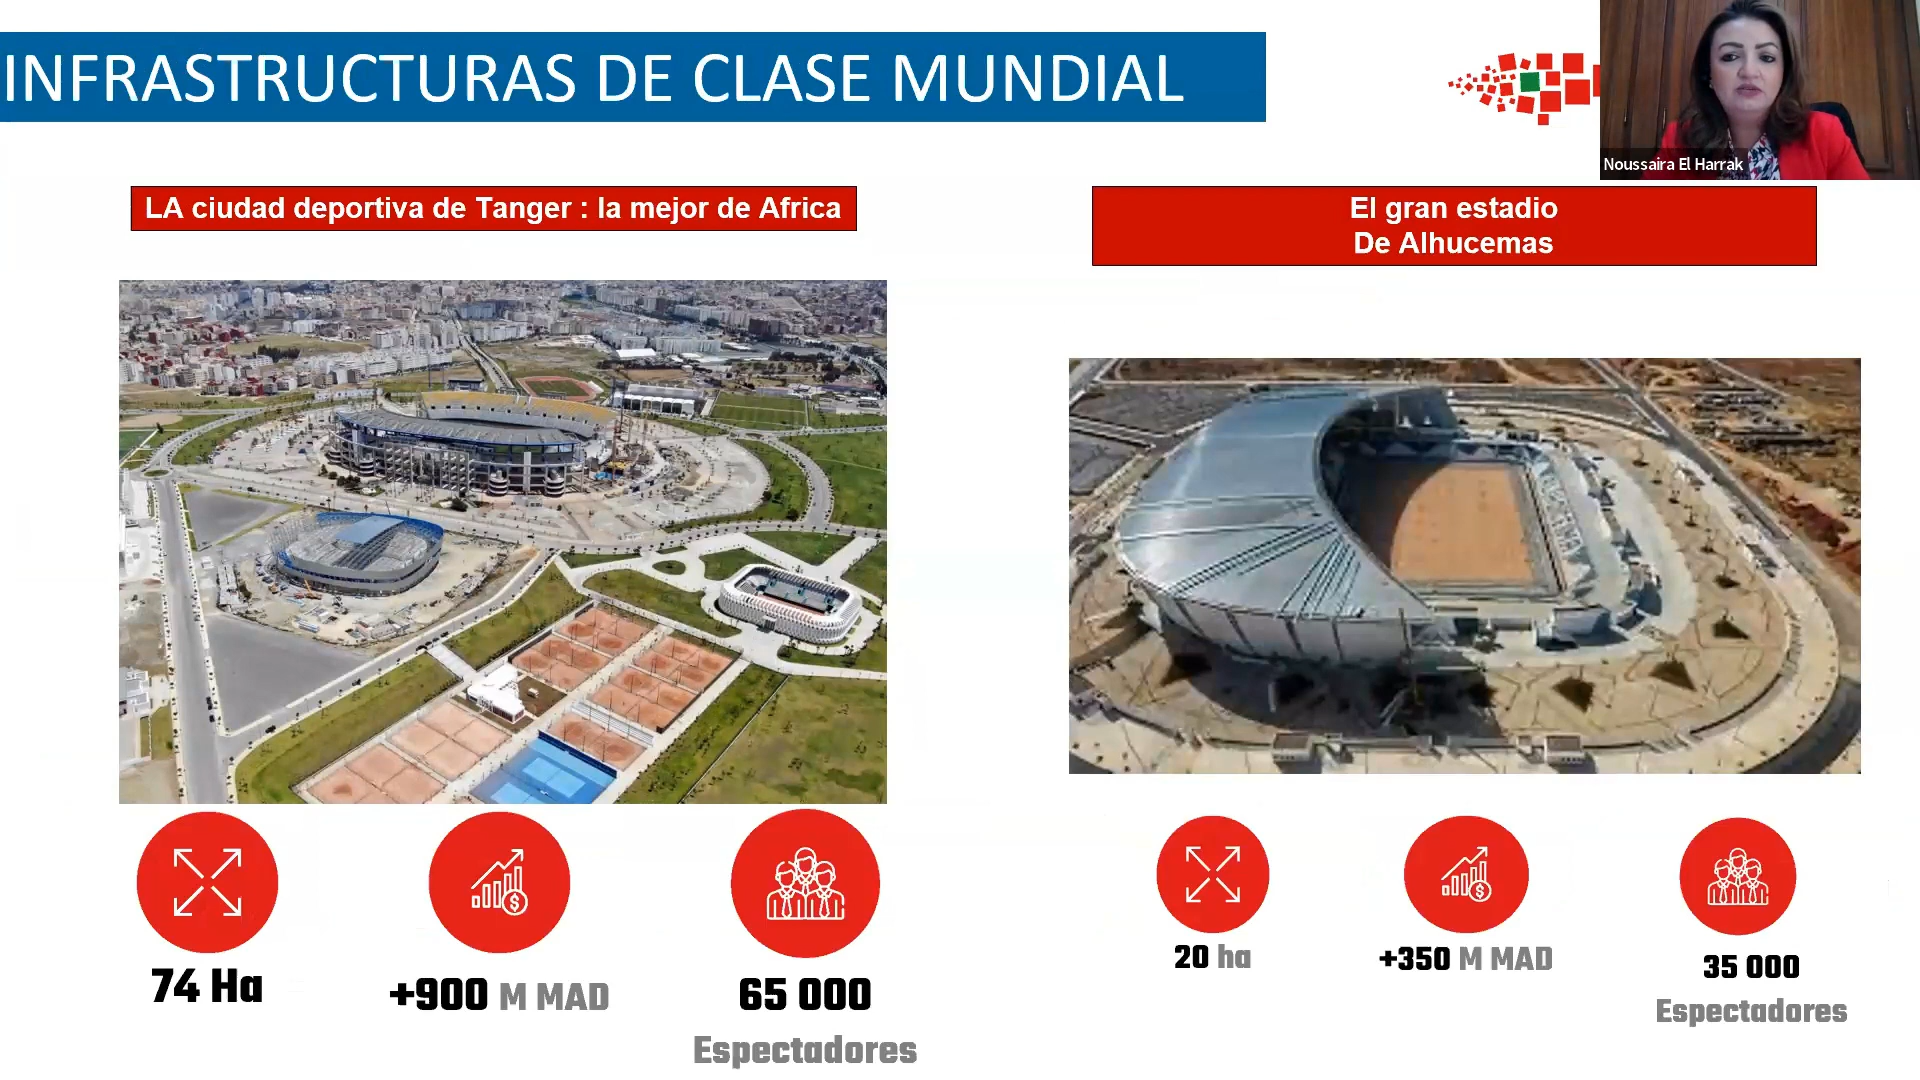 INFRASTRUCTURAS DE CLASE MUNDIAL
Noussaira El Harrak
LA ciudad deportiva de Tanger : la mejor de Africa
El gran estadio
De Alhucemas
74 Ha
+900 M MAD
65 000
Espectadores
20 ha
+350 M MAD
35 000
Espectadores